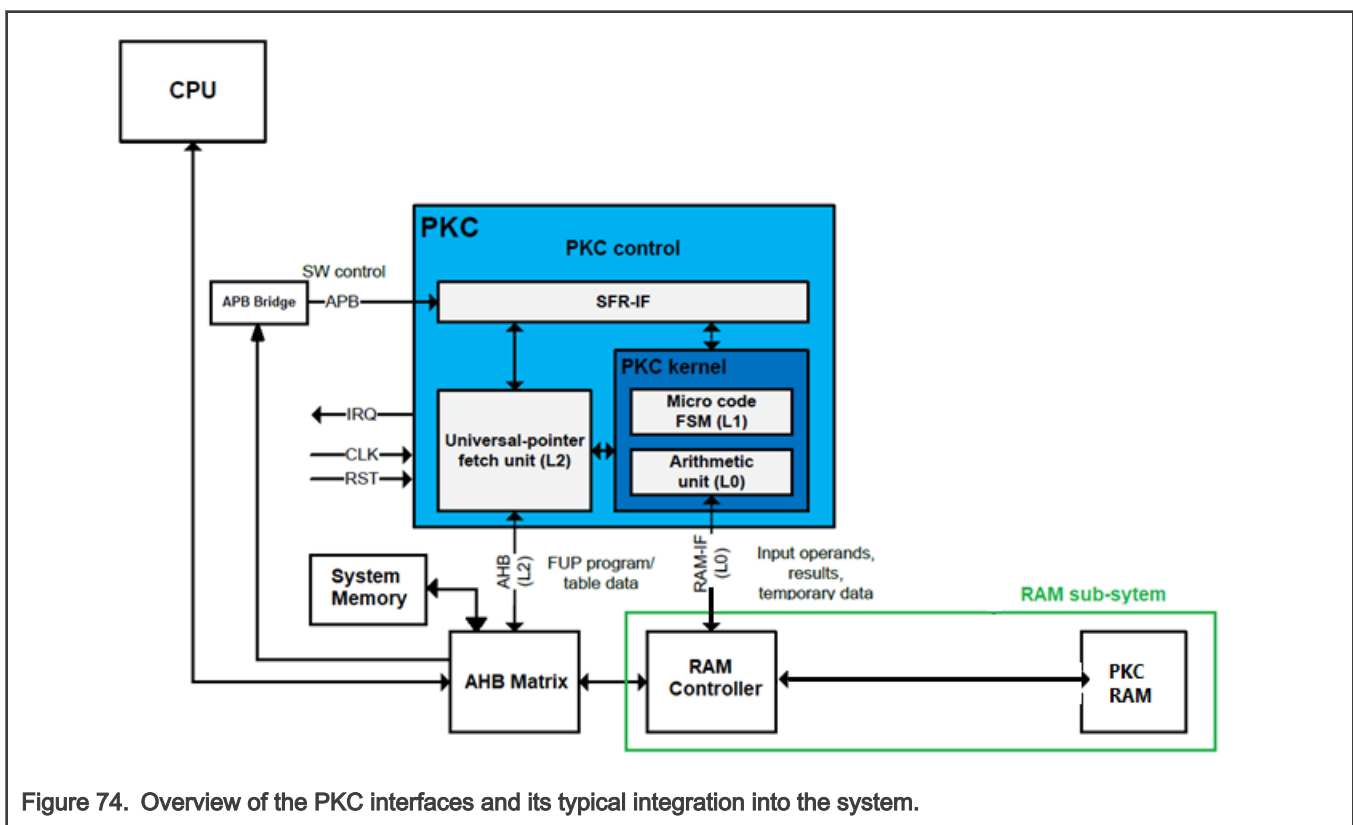 CPU
PKC
PKC control
SW control
APB Bridge
APB
SFR-IF
PKC kernel
Micro code
FSM (L1)
IRQ
Universal-pointer
fetch unit (L2)
CLK
Arithmetic
unit (L0)
RST
AHB
(L2)
FUP program/
table data
RAM-IF
(L0)
Input operands,
results,
temporary data
System
Memory
RAM sub-sytem
AHB Matrix
RAM
Controller
PKC
RAM
Figure 74. Overview of the PKC interfaces and its typical integration into the system.